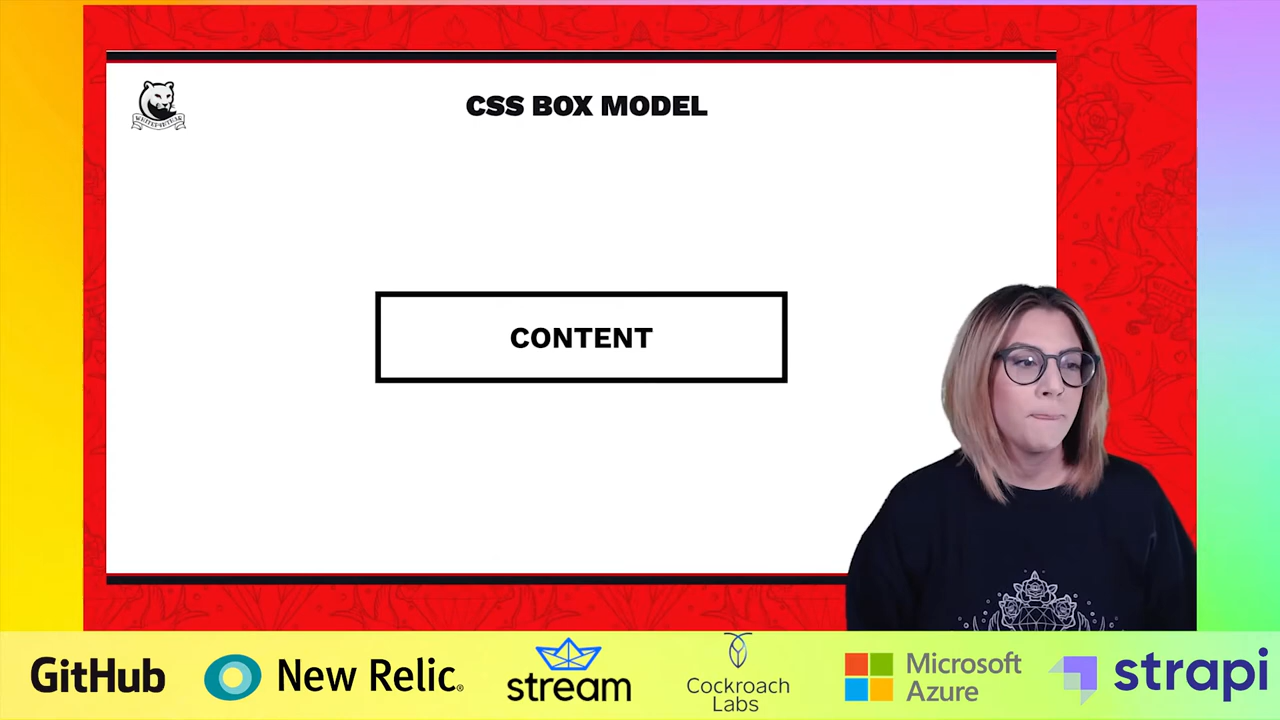 CSS BOX MODEL
CONTENT
GitHub
New Relic®
stream
Cockroach
Labs
Microsoft
Azure
strapi